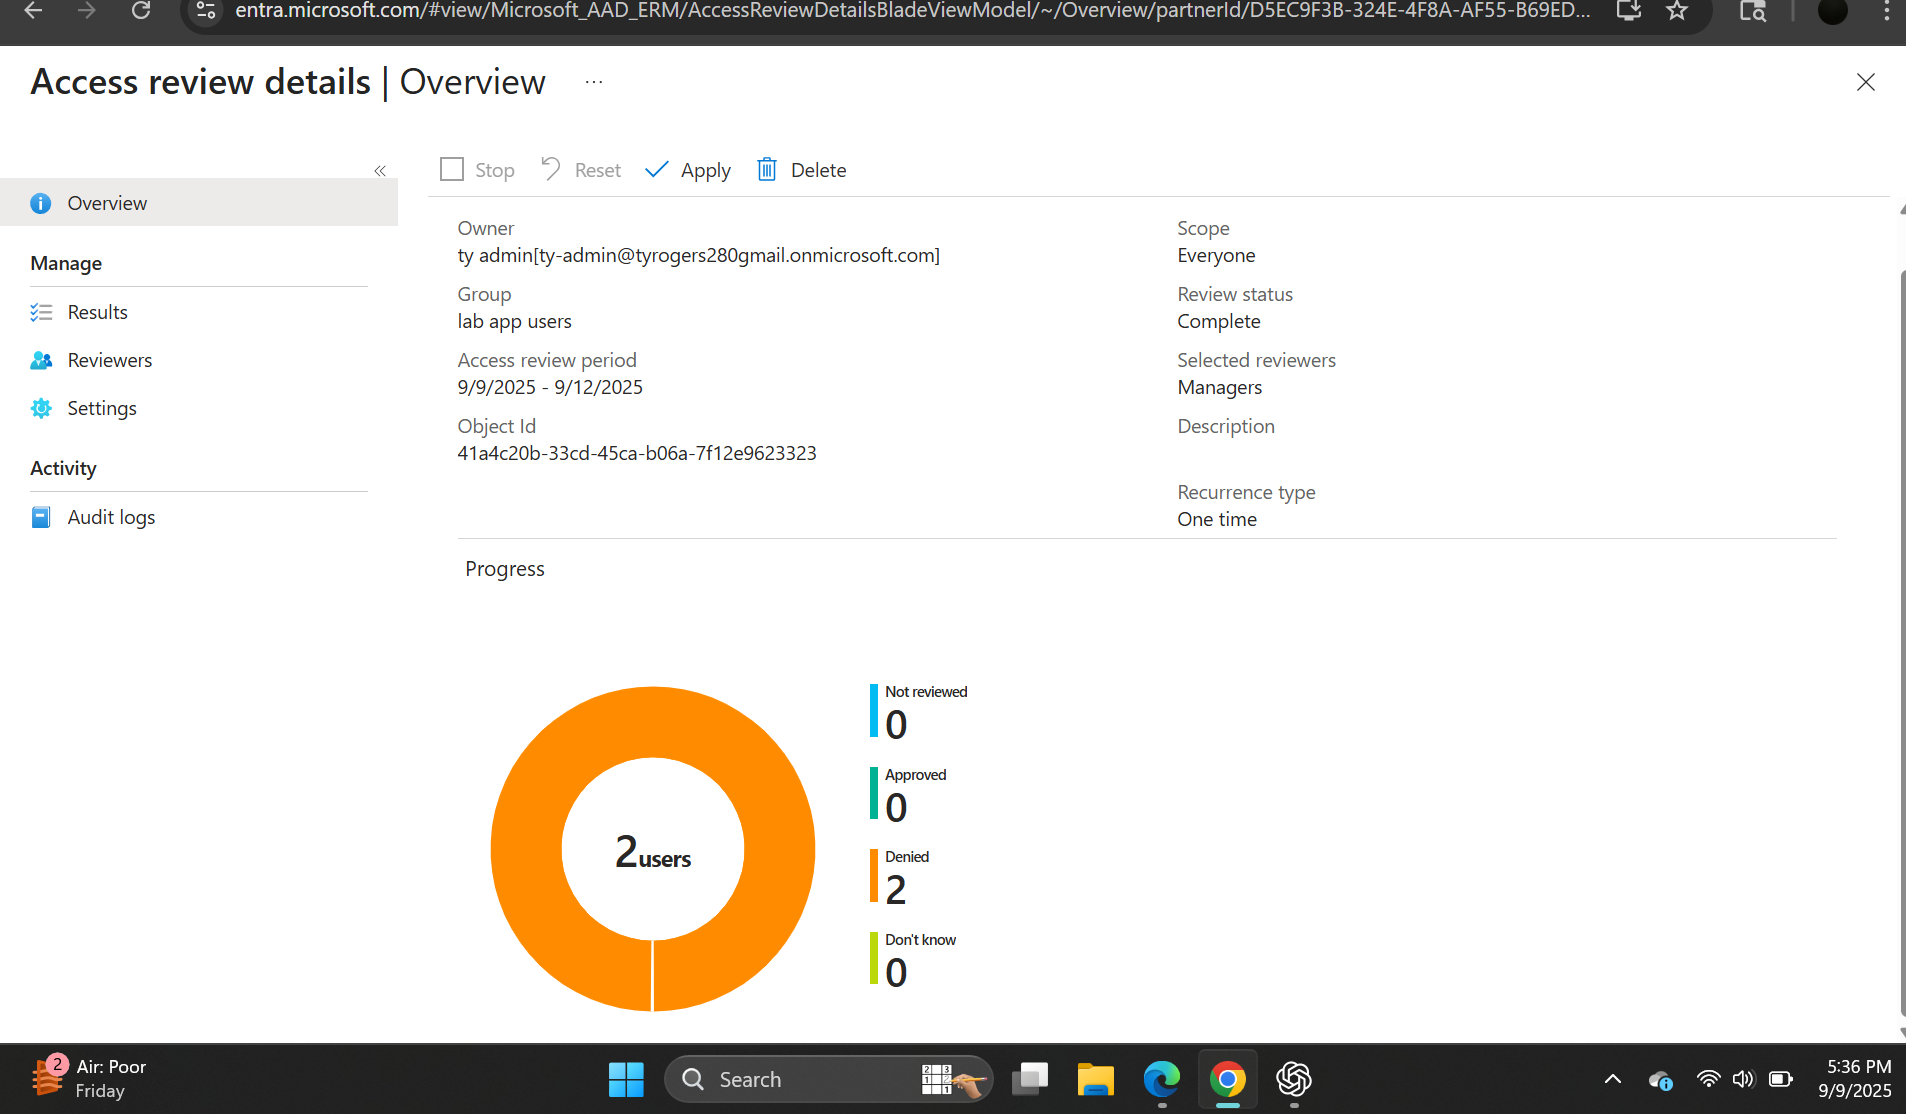 entra.microsoft.com/#view/Microsoft_AAD_ERM/AccessReviewDetailsBladeViewModel/~/Overview/partnerId/D5EC9F3B-324E-4F8A-AF55-B69ED...
Access review details | Overview ...
Stop Reset Apply Delete
Overview
Manage
Results
Reviewers
Settings
Activity
Audit logs
Owner
ty admin[ty-admin@tyrogers280gmail.onmicrosoft.com]
Group
lab app users
Access review period
9/9/2025 - 9/12/2025
Object Id
41a4c20b-33cd-45ca-b06a-7f12e9623323
Scope
Everyone
Review status
Complete
Selected reviewers
Managers
Description
Recurrence type
One time
Progress
2users
Not reviewed
0
Approved
0
Denied
2
Don't know
0
2
Air: Poor
Friday
Search
5:36 PM
9/9/2025